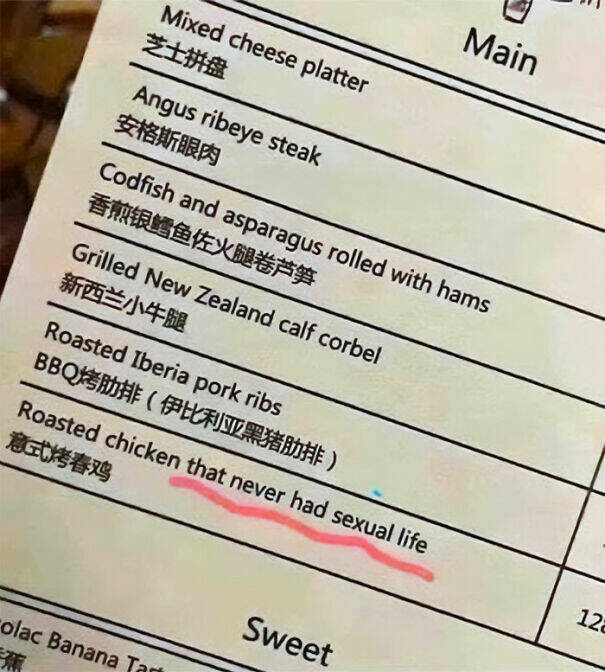 Main
Mixed cheese platter
芝士拼盘
Angus ribeye steak
安格斯眼肉
Codfish and asparagus rolled with hams
香煎银鳕鱼佐火腿卷芦笋
Grilled New Zealand calf corbel
新西兰小牛腿
Roasted Iberia pork ribs
BBQ烤肋排（伊比利亚黑猪肋排）
Roasted chicken that never had sexual life
意式烤春鸡
Sweet
olac Banana
蕉